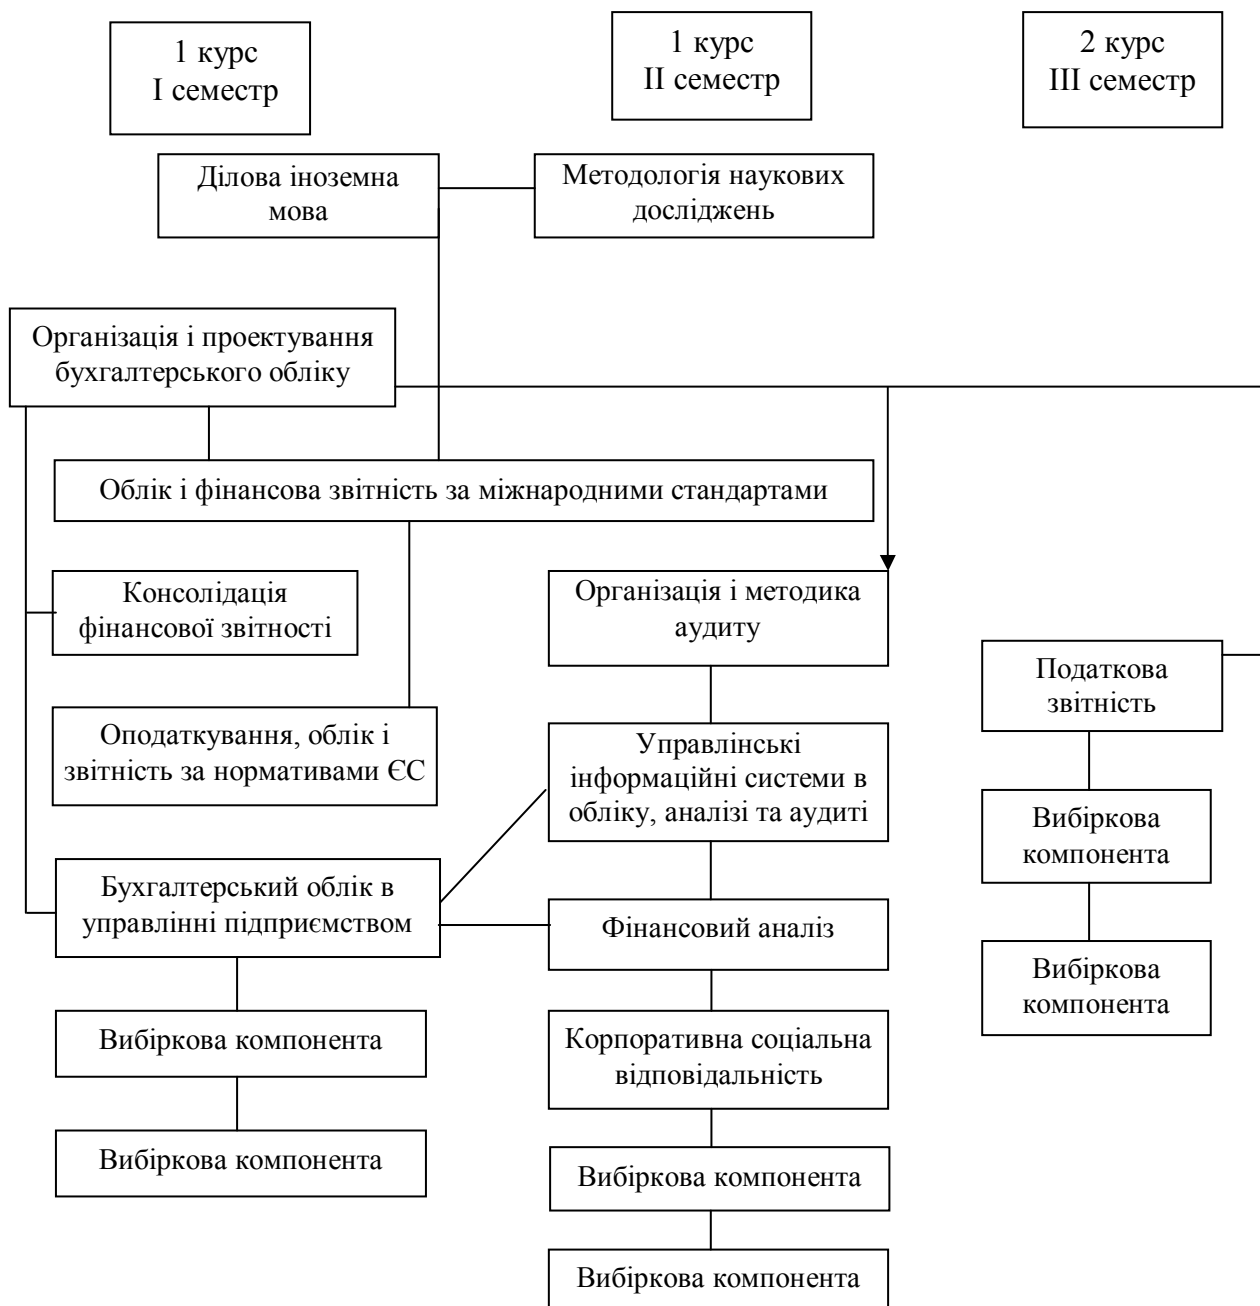 1 курс
І семестр
1 курс
ІІ семестр
2 курс
ІІІ семестр
Ділова іноземна
мова
Методологія наукових
досліджень
Організація і проектування
бухгалтерського обліку
Облік і фінансова звітність за міжнародними стандартами
Консолідація
фінансової звітності
Організація і методика
аудиту
Податкова
звітність
Оподаткування, облік і
звітність за нормативами ЄС
Управлінські
інформаційні системи в
обліку, аналізі та аудиті
Вибіркова
компонента
Бухгалтерський облік в
управлінні підприємством
Фінансовий аналіз
Вибіркова
компонента
Вибіркова компонента
Корпоративна соціальна
відповідальність
Вибіркова компонента
Вибіркова компонента
Вибіркова компонента